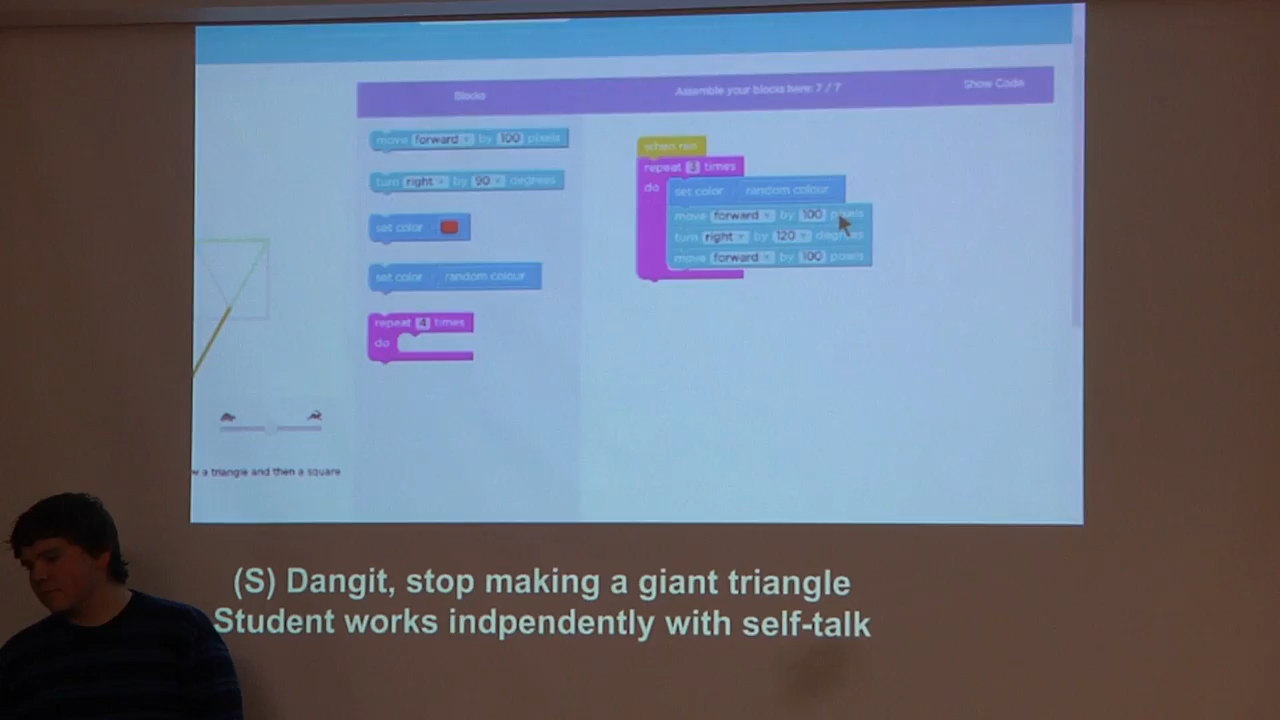 Blocks
Assemble your blocks here: 7 / 7
Show Code
move forward by 100 pixels
turn right by 90 degrees
set color
set color random colour
repeat 4 times
do
when run
repeat 3 times
do
set color random colour
move forward by 100 pixels
turn right by 120 degrees
move forward by 100 pixels
a triangle and then a square
(S) Dangit, stop making a giant triangle
Student works indpendently with self-talk